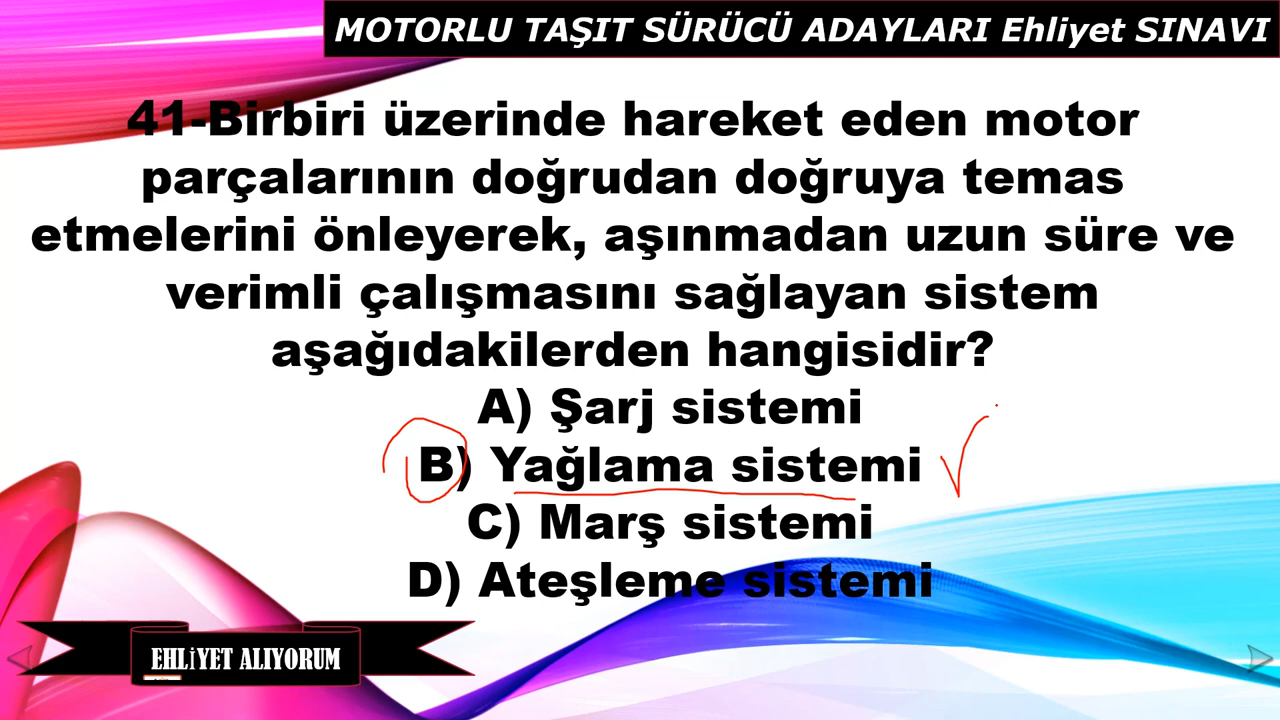 MOTORLU TAŞIT SÜRÜCÜ ADAYLARI Ehliyet SINAVI
41-Birbiri üzerinde hareket eden motor
parçalarının doğrudan doğruya temas
etmelerini önleyerek, aşınmadan uzun süre ve
verimli çalışmasını sağlayan sistem
aşağıdakilerden hangisidir?
A) Şarj sistemi
B) Yağlama sistemi
C) Marş sistemi
D) Ateşleme sistemi
EHLİYET ALIYORUM